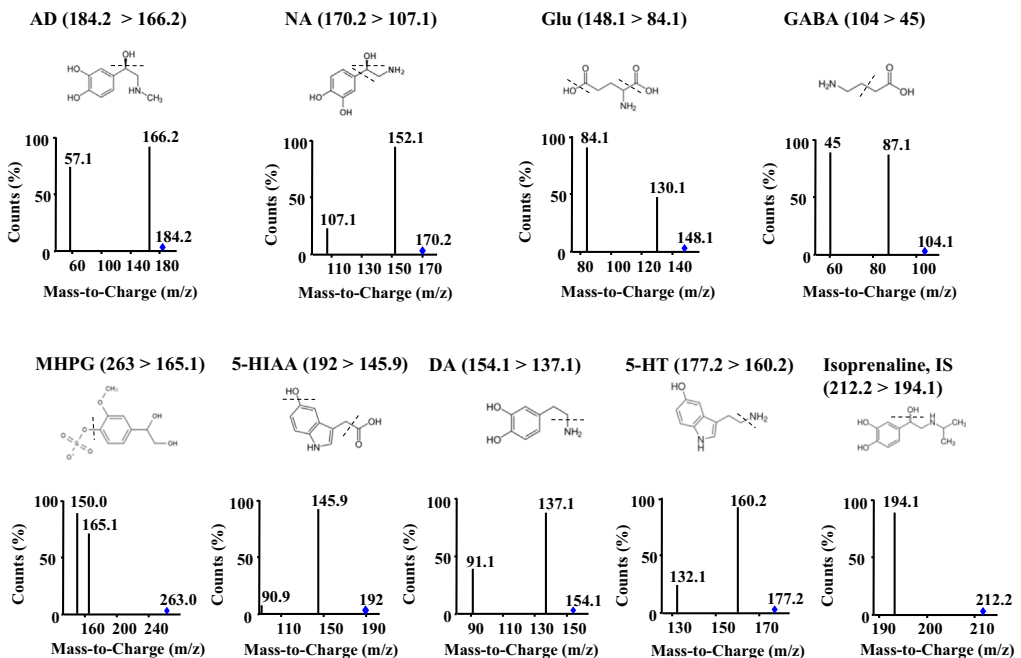 AD (184.2 > 166.2)
NA (170.2 > 107.1)
Glu (148.1 > 84.1)
GABA (104 > 45)
OH
HO
HO
HN
CH₃
OH
NH₂
HO
OH
O
O
HO
OH
NH₂
H₂N
O
OH
Counts (%)
100
50
0
57.1
166.2
184.2
60 100 140 180
Mass-to-Charge (m/z)
Counts (%)
100
50
0
107.1
152.1
170.2
110 130 150 170
Mass-to-Charge (m/z)
Counts (%)
100
50
0
84.1
130.1
148.1
80 100 120 140
Mass-to-Charge (m/z)
Counts (%)
100
50
0
45
87.1
104.1
60 80 100
Mass-to-Charge (m/z)
MHPG (263 > 165.1)
5-HIAA (192 > 145.9)
DA (154.1 > 137.1)
5-HT (177.2 > 160.2)
Isoprenaline, IS
(212.2 > 194.1)
CH₃
O
O
O
S
O
O⁻
OH
OH
HO
OH
O
HN
HO
HO
NH₂
HO
NH₂
N
H
OH
H
N
CH₃
CH₃
HO
HO
Counts (%)
100
50
0
150.0
165.1
263.0
160 200 240
Mass-to-Charge (m/z)
Counts (%)
100
50
0
90.9
145.9
192
110 150 190
Mass-to-Charge (m/z)
Counts (%)
100
50
0
91.1
137.1
154.1
90 110 130 150
Mass-to-Charge (m/z)
Counts (%)
100
50
0
132.1
160.2
177.2
130 150 170
Mass-to-Charge (m/z)
Counts (%)
100
50
0
194.1
212.2
190 200 210
Mass-to-Charge (m/z)